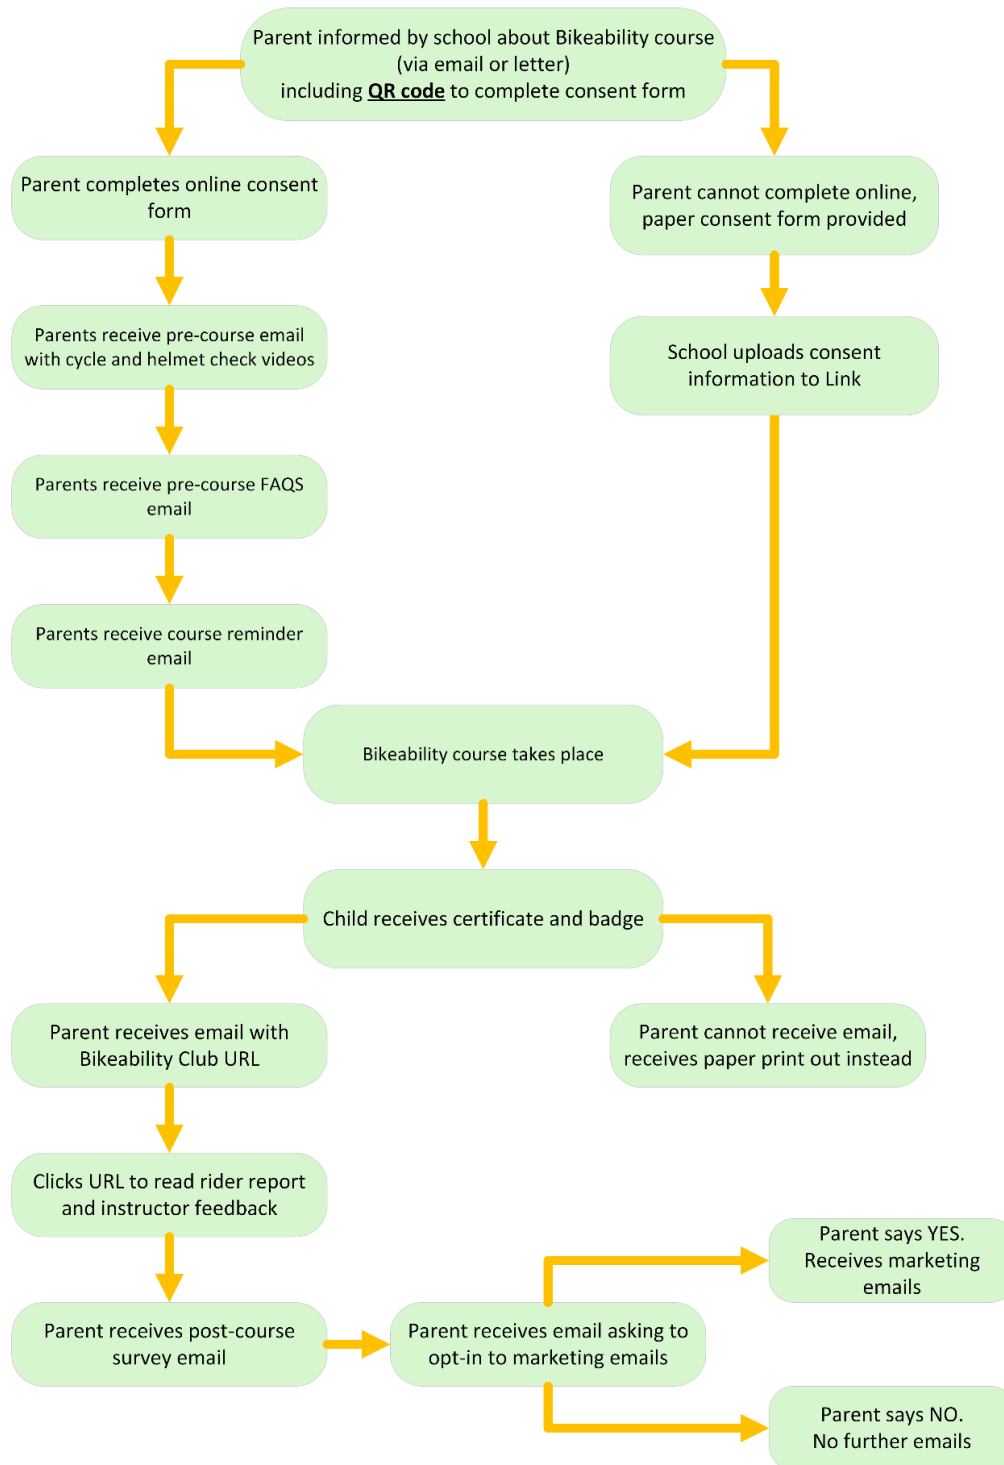 Parent informed by school about Bikeability course
(via email or letter)
including QR code to complete consent form
Parent completes online consent
form
Parent cannot complete online,
paper consent form provided
Parents receive pre-course email
with cycle and helmet check videos
School uploads consent
information to Link
Parents receive pre-course FAQS
email
Parents receive course reminder
email
Bikeability course takes place
Child receives certificate and badge
Parent receives email with
Bikeability Club URL
Parent cannot receive email,
receives paper print out instead
Clicks URL to read rider report
and instructor feedback
Parent receives post-course
survey email
Parent receives email asking to
opt-in to marketing emails
Parent says YES.
Receives marketing
emails
Parent says NO.
No further emails